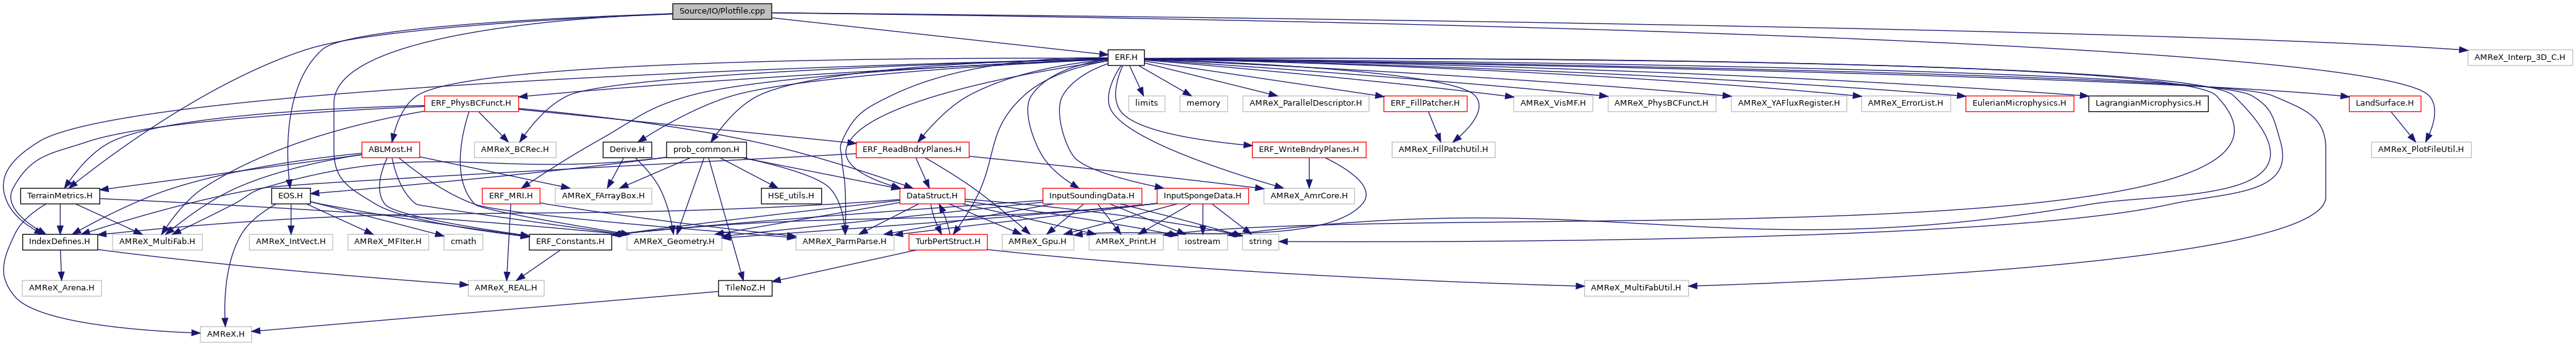 Source/IO/Plotfile.cpp
ERF.H
AMReX_Interp_3D_C.H
ERF_PhysBCFunct.H
limits
memory
AMReX_ParallelDescriptor.H
ERF_FillPatcher.H
AMReX_VisMF.H
AMReX_PhysBCFunct.H
AMReX_YAFluxRegister.H
AMReX_ErrorList.H
EulerianMicrophysics.H
LagrangianMicrophysics.H
LandSurface.H
ABLMost.H
AMReX_BCRec.H
Derive.H
prob_common.H
ERF_ReadBndryPlanes.H
ERF_WriteBndryPlanes.H
AMReX_FillPatchUtil.H
AMReX_PlotFileUtil.H
TerrainMetrics.H
EOS.H
ERF_MRI.H
AMReX_FArrayBox.H
HSE_utils.H
DataStruct.H
InputSoundingData.H
InputSpongeData.H
AMReX_AmrCore.H
IndexDefines.H
AMReX_MultiFab.H
AMReX_IntVect.H
AMReX_MFIter.H
cmath
ERF_Constants.H
AMReX_Geometry.H
AMReX_ParmParse.H
TurbPertStruct.H
AMReX_Gpu.H
AMReX_Print.H
iostream
string
AMReX_Arena.H
AMReX_REAL.H
TileNoZ.H
AMReX_MultiFabUtil.H
AMReX.H